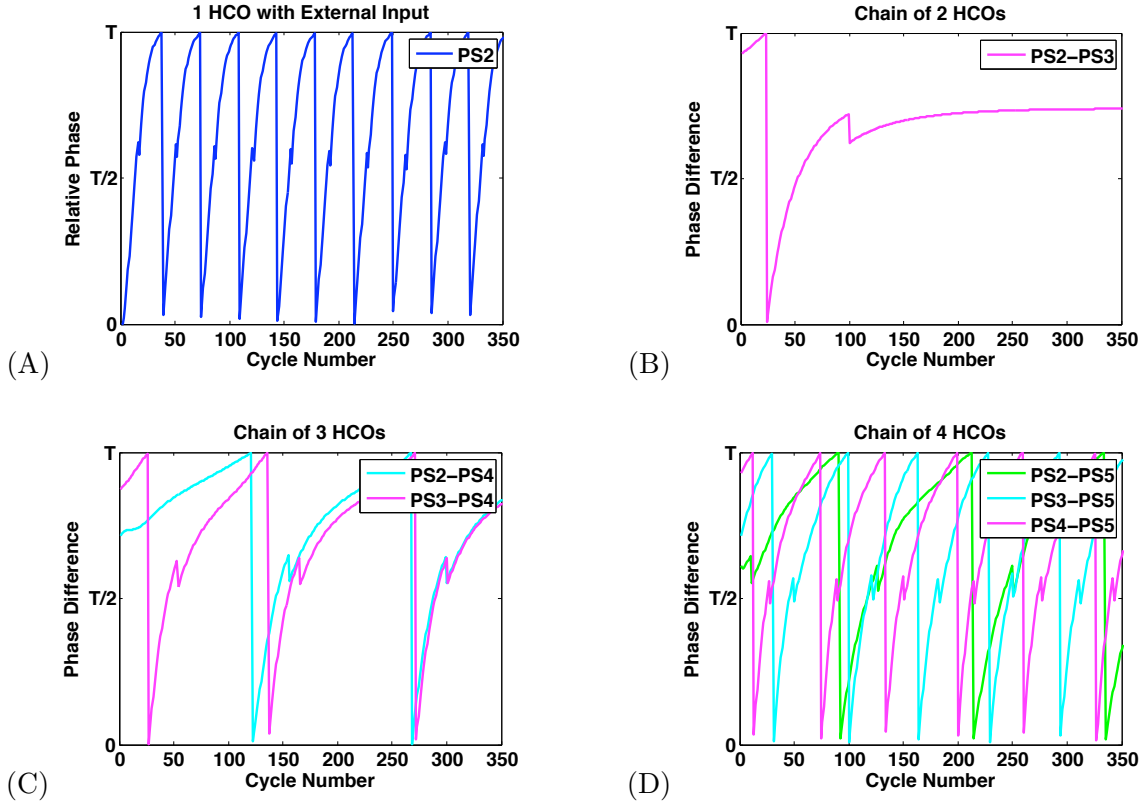 1 HCO with External Input
T
T/2
0
Relative Phase
PS2
0 50 100 150 200 250 300 350
Cycle Number
(A)
Chain of 2 HCOs
T
T/2
0
Phase Difference
PS2−PS3
0 50 100 150 200 250 300 350
Cycle Number
(B)
Chain of 3 HCOs
T
T/2
0
Phase Difference
PS2−PS4
PS3−PS4
0 50 100 150 200 250 300 350
Cycle Number
(C)
Chain of 4 HCOs
T
T/2
0
Phase Difference
PS2−PS5
PS3−PS5
PS4−PS5
0 50 100 150 200 250 300 350
Cycle Number
(D)